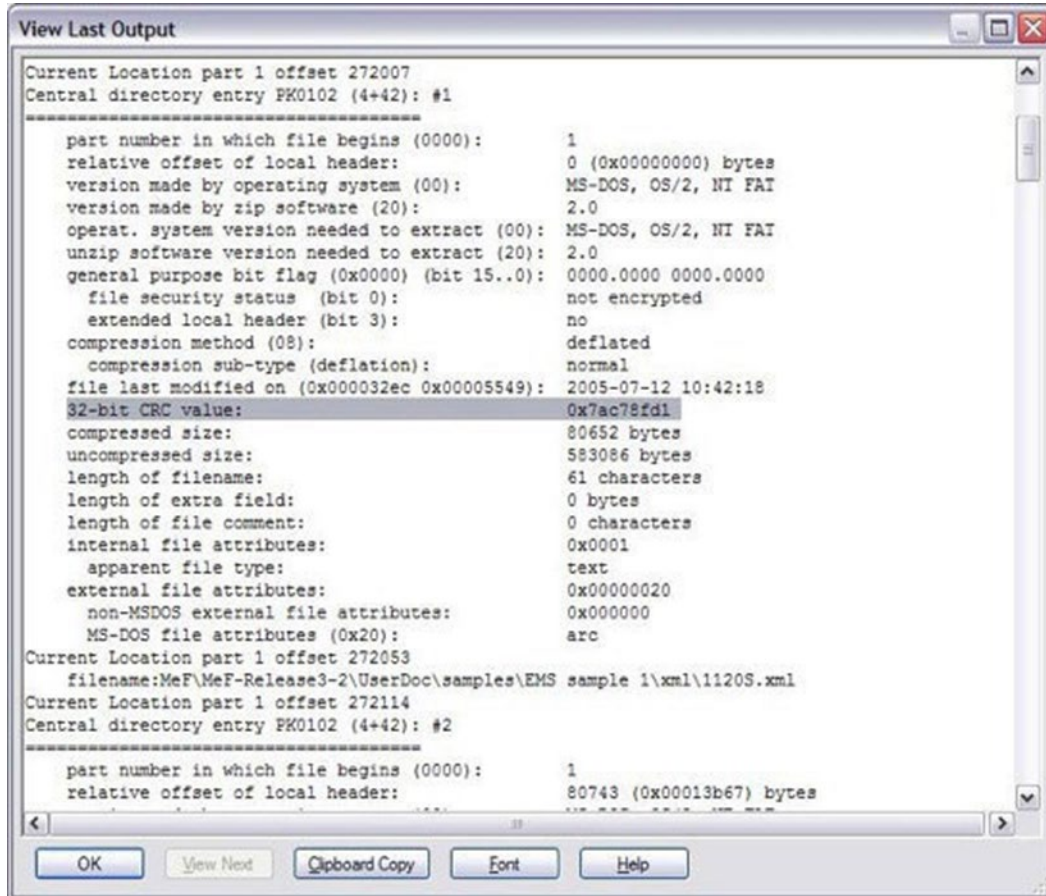 View Last Output
Current Location part 1 offset 272007
Central directory entry PK0102 (4+42): #1
======================================
part number in which file begins (0000): 1
relative offset of local header: 0 (0x00000000) bytes
version made by operating system (00): MS-DOS, OS/2, NT FAT
version made by zip software (20): 2.0
operat. system version needed to extract (00): MS-DOS, OS/2, NT FAT
unzip software version needed to extract (20): 2.0
general purpose bit flag (0x0000) (bit 15..0): 0000.0000 0000.0000
file security status (bit 0): not encrypted
extended local header (bit 3): no
compression method (08): deflated
compression sub-type (deflation): normal
file last modified on (0x000032ec 0x00005549): 2005-07-12 10:42:18
32-bit CRC value: 0x7ac78fd1
compressed size: 80652 bytes
uncompressed size: 583086 bytes
length of filename: 61 characters
length of extra field: 0 bytes
length of file comment: 0 characters
internal file attributes: 0x0001
apparent file type: text
external file attributes: 0x00000020
non-MSDOS external file attributes: 0x000000
MS-DOS file attributes (0x20): arc
Current Location part 1 offset 272053
filename:MeF\MeF-Release3-2\UserDoc\samples\EMS sample 1\xml\1120S.xml
Current Location part 1 offset 272114
Central directory entry PK0102 (4+42): #2
======================================
part number in which file begins (0000): 1
relative offset of local header: 80743 (0x00013b67) bytes
OK View Next Clipboard Copy Font Help